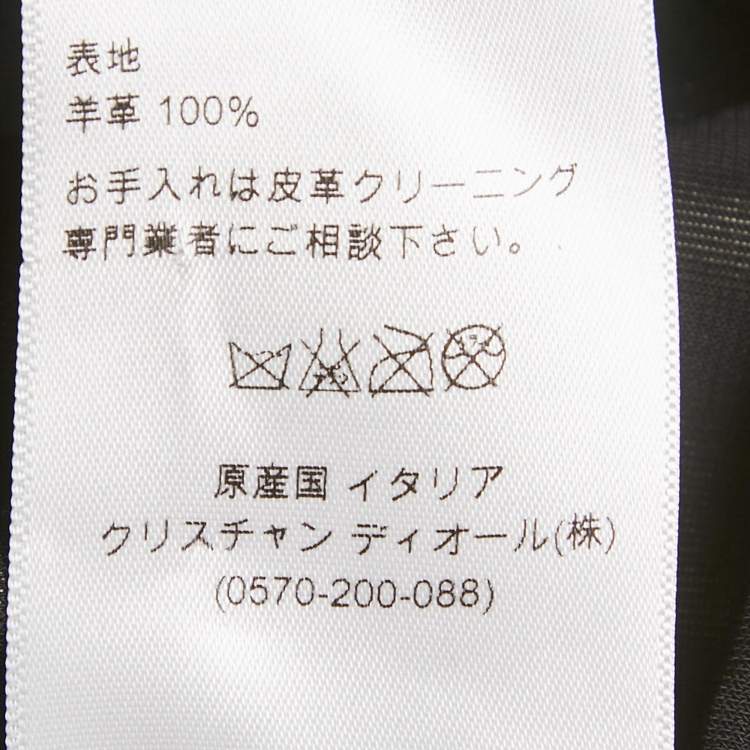 表地
羊革 100%
お手入れは皮革クリーニング
専門業者にご相談下さい。
原産国 イタリア
クリスチャン ディオール(株)
(0570-200-088)